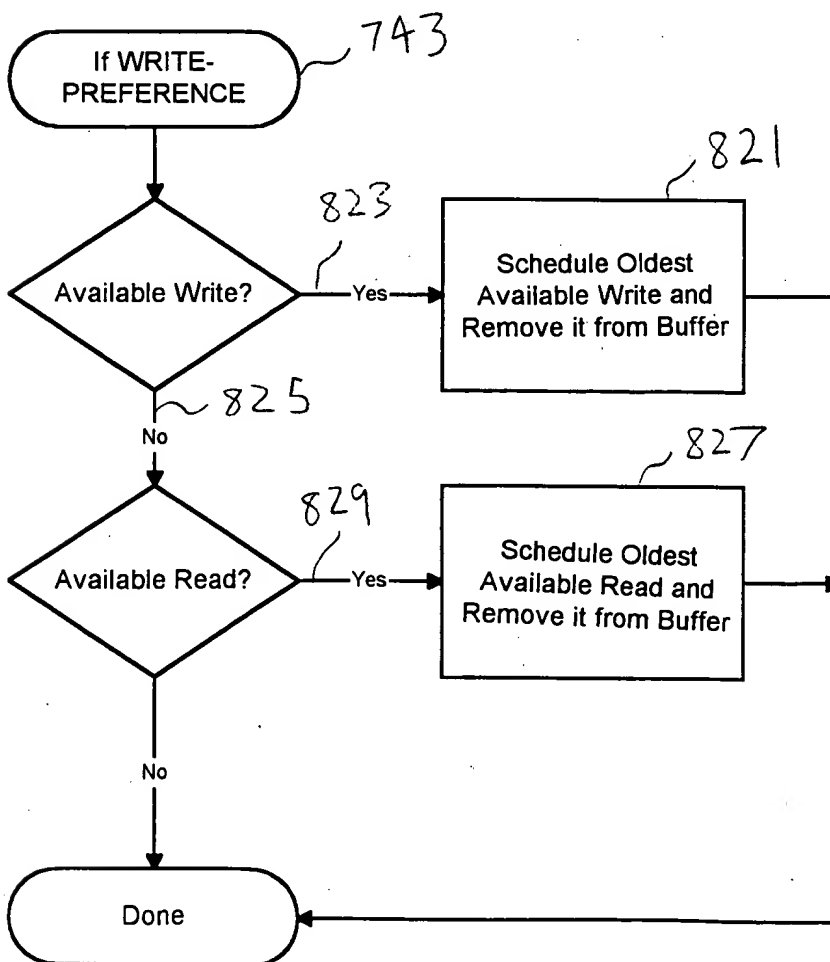 If WRITE-
PREFERENCE
743
Available Write?
823
Yes
821
Schedule Oldest
Available Write and
Remove it from Buffer
825
No
Available Read?
829
Yes
827
Schedule Oldest
Available Read and
Remove it from Buffer
No
Done